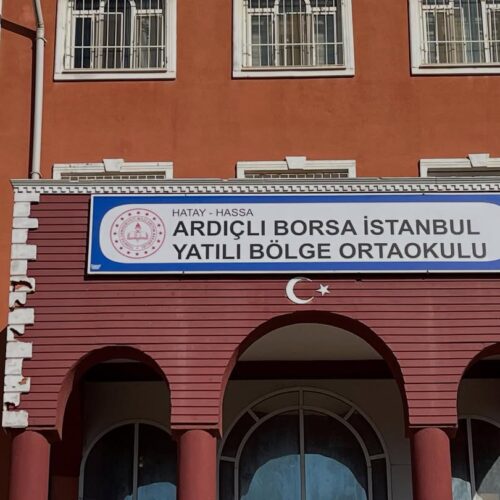 HATAY - HASSA
ARDIÇLI BORSA İSTANBUL
YATILI BÖLGE ORTAOKULU